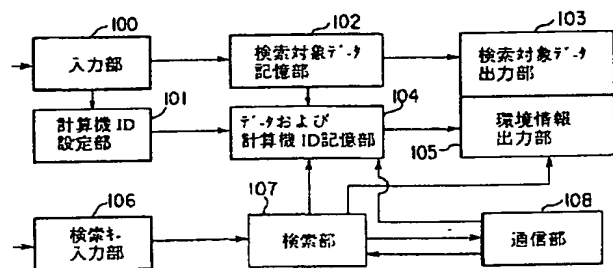 100
入力部
102
検索対象データ
記憶部
103
検索対象データ
出力部
101
計算機ID
設定部
104
データおよび
計算機ID記憶部
環境情報
出力部
105
106
検索キー
入力部
107
検索部
108
通信部